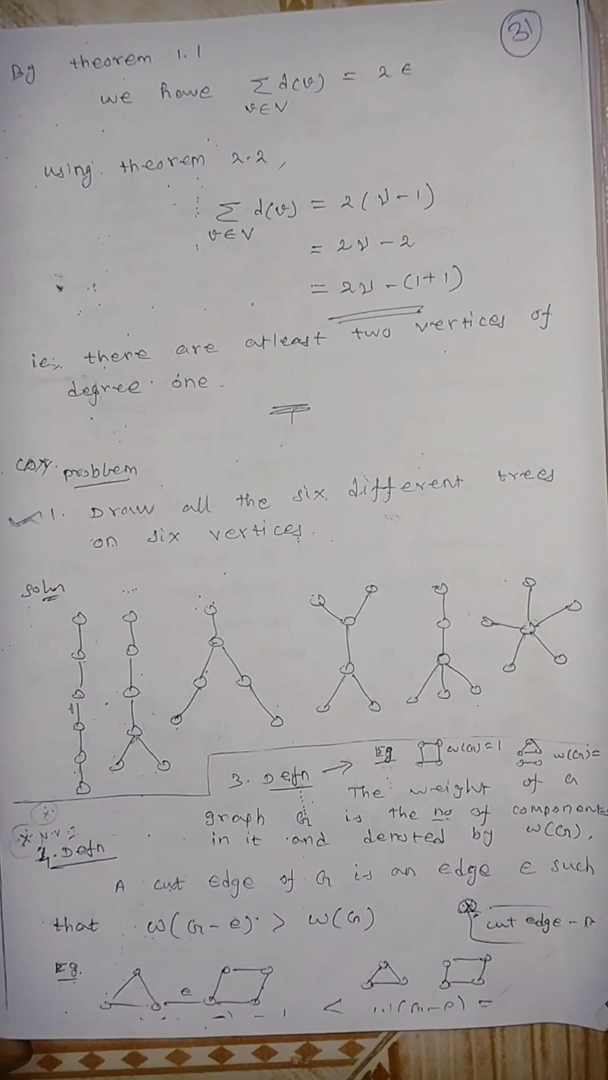 31
By theorem 1.1
we have Σ d(v) = 2ϵ
v∈V
using theorem 2.2,
Σ d(v) = 2(ν-1)
v∈V
= 2ν-2
= 2ν-(1+1)
ie:, there are atleast two vertices of
degree one.
problem
1. Draw all the six different trees
on six vertices.
soln
3. Defn → Eg ω(G)=1 ω(G)=
The weight of a
graph G is the no of components
in it and denoted by ω(G).
Defn
A cut edge of G is an edge e such
that ω(G-e) > ω(G)
cut edge -
Eg.
e
<